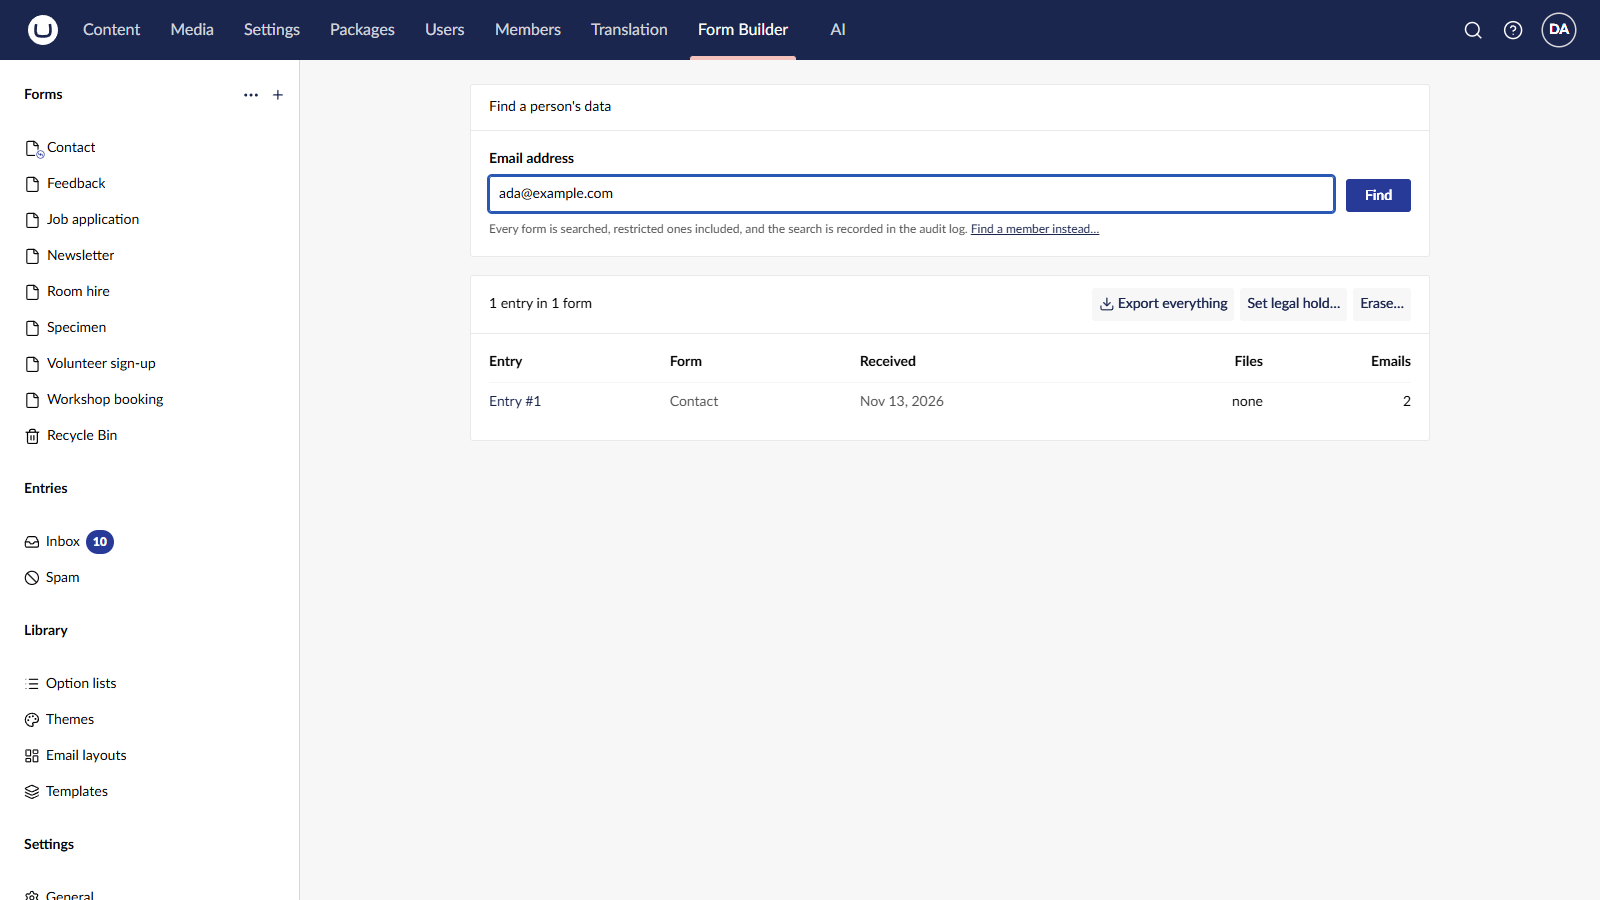 Content
Media
Settings
Packages
Users
Members
Translation
Form Builder
AI
DA
Forms
Contact
Feedback
Job application
Newsletter
Room hire
Specimen
Volunteer sign-up
Workshop booking
Recycle Bin
Entries
Inbox 10
Spam
Library
Option lists
Themes
Email layouts
Templates
Settings
General
Find a person's data
Email address
ada@example.com
Find
Every form is searched, restricted ones included, and the search is recorded in the audit log. Find a member instead...
1 entry in 1 form
Export everything
Set legal hold...
Erase...
Entry Form Received Files Emails
Entry #1 Contact Nov 13, 2026 none 2